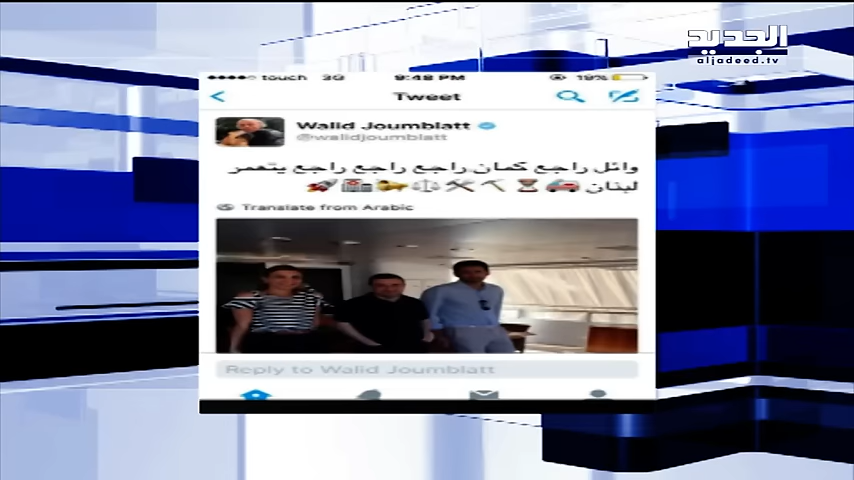 الجديد
aljadeed.tv
touch 3G 9:48 PM 19%
Tweet
Walid Joumblatt
@walidjoumblatt
وائل راجع كمان راجع راجع راجع يتعمر
لبنان
Translate from Arabic
Reply to Walid Joumblatt